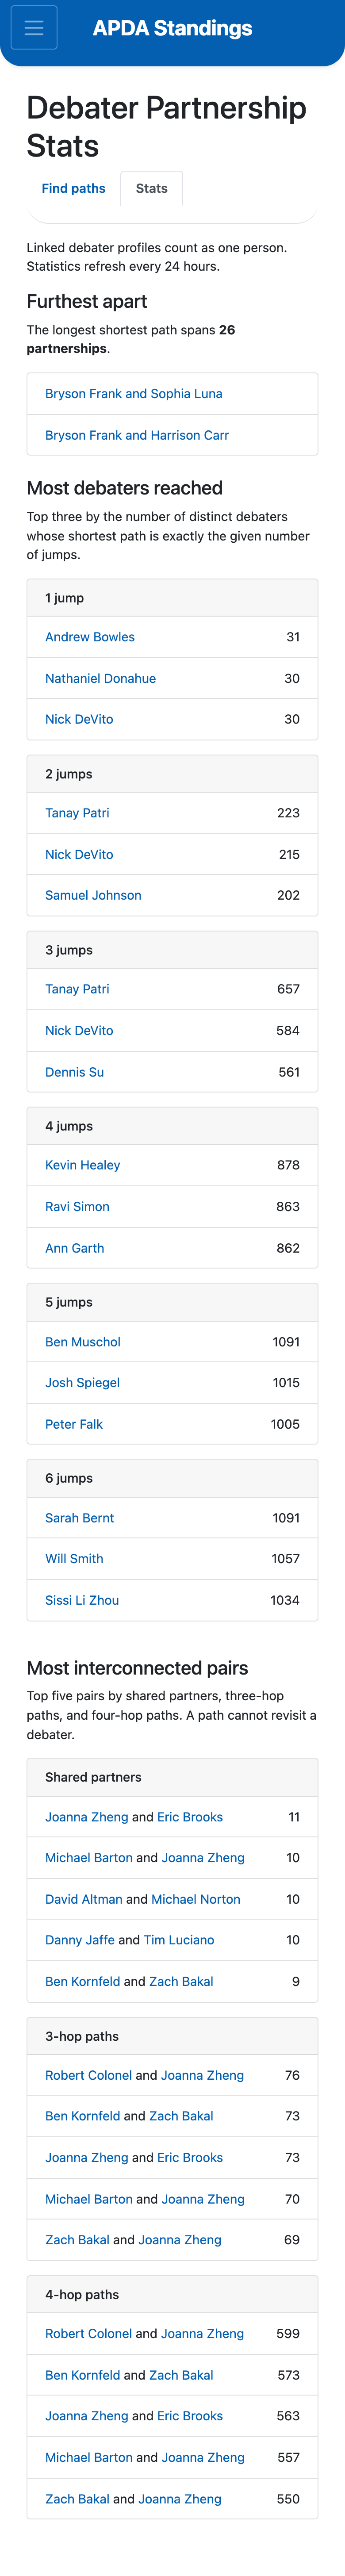 APDA Standings
Debater Partnership
Stats
Find paths
Stats
Linked debater profiles count as one person.
Statistics refresh every 24 hours.
Furthest apart
The longest shortest path spans 26
partnerships.
Bryson Frank and Sophia Luna
Bryson Frank and Harrison Carr
Most debaters reached
Top three by the number of distinct debaters
whose shortest path is exactly the given number
of jumps.
1 jump
Andrew Bowles 31
Nathaniel Donahue 30
Nick DeVito 30
2 jumps
Tanay Patri 223
Nick DeVito 215
Samuel Johnson 202
3 jumps
Tanay Patri 657
Nick DeVito 584
Dennis Su 561
4 jumps
Kevin Healey 878
Ravi Simon 863
Ann Garth 862
5 jumps
Ben Muschol 1091
Josh Spiegel 1015
Peter Falk 1005
6 jumps
Sarah Bernt 1091
Will Smith 1057
Sissi Li Zhou 1034
Most interconnected pairs
Top five pairs by shared partners, three-hop
paths, and four-hop paths. A path cannot revisit a
debater.
Shared partners
Joanna Zheng and Eric Brooks 11
Michael Barton and Joanna Zheng 10
David Altman and Michael Norton 10
Danny Jaffe and Tim Luciano 10
Ben Kornfeld and Zach Bakal 9
3-hop paths
Robert Colonel and Joanna Zheng 76
Ben Kornfeld and Zach Bakal 73
Joanna Zheng and Eric Brooks 73
Michael Barton and Joanna Zheng 70
Zach Bakal and Joanna Zheng 69
4-hop paths
Robert Colonel and Joanna Zheng 599
Ben Kornfeld and Zach Bakal 573
Joanna Zheng and Eric Brooks 563
Michael Barton and Joanna Zheng 557
Zach Bakal and Joanna Zheng 550